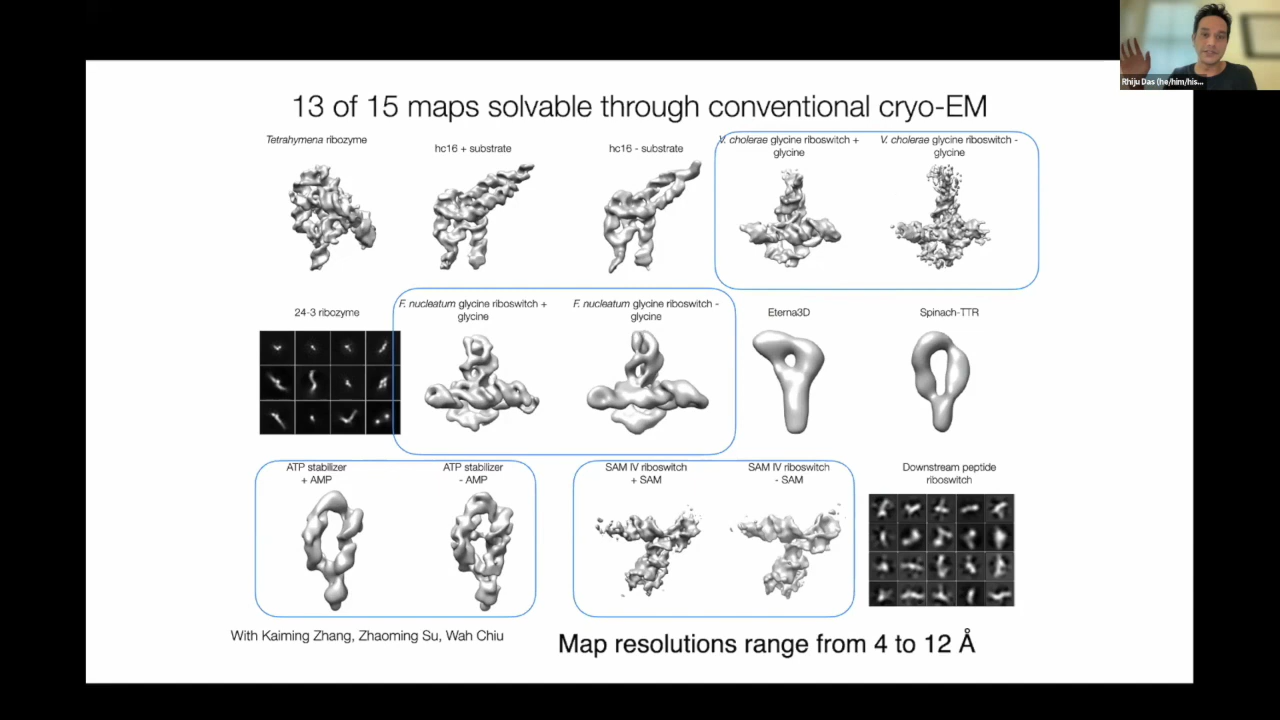 Rhiju Das (he/him/his...
13 of 15 maps solvable through conventional cryo-EM
Tetrahymena ribozyme
hc16 + substrate
hc16 - substrate
V. cholerae glycine riboswitch +
glycine
V. cholerae glycine riboswitch -
glycine
24-3 ribozyme
F. nucleatum glycine riboswitch +
glycine
F. nucleatum glycine riboswitch -
glycine
Eterna3D
Spinach-TTR
ATP stabilizer
+ AMP
ATP stabilizer
- AMP
SAM IV riboswitch
+ SAM
SAM IV riboswitch
- SAM
Downstream peptide
riboswitch
With Kaiming Zhang, Zhaoming Su, Wah Chiu
Map resolutions range from 4 to 12 Å